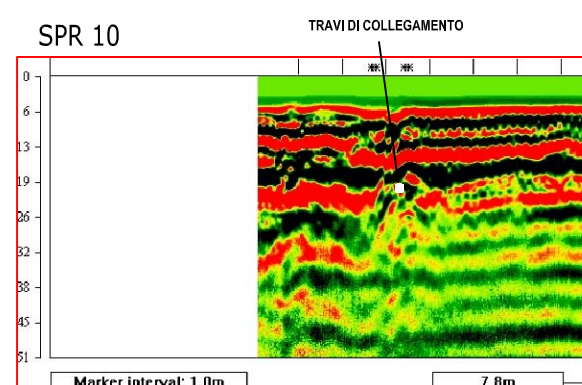 TRAVI DI COLLEGAMENTO
SPR 10
0
6
13
19
26
32
38
45
51
Marker interval: 1.0m
7.8m